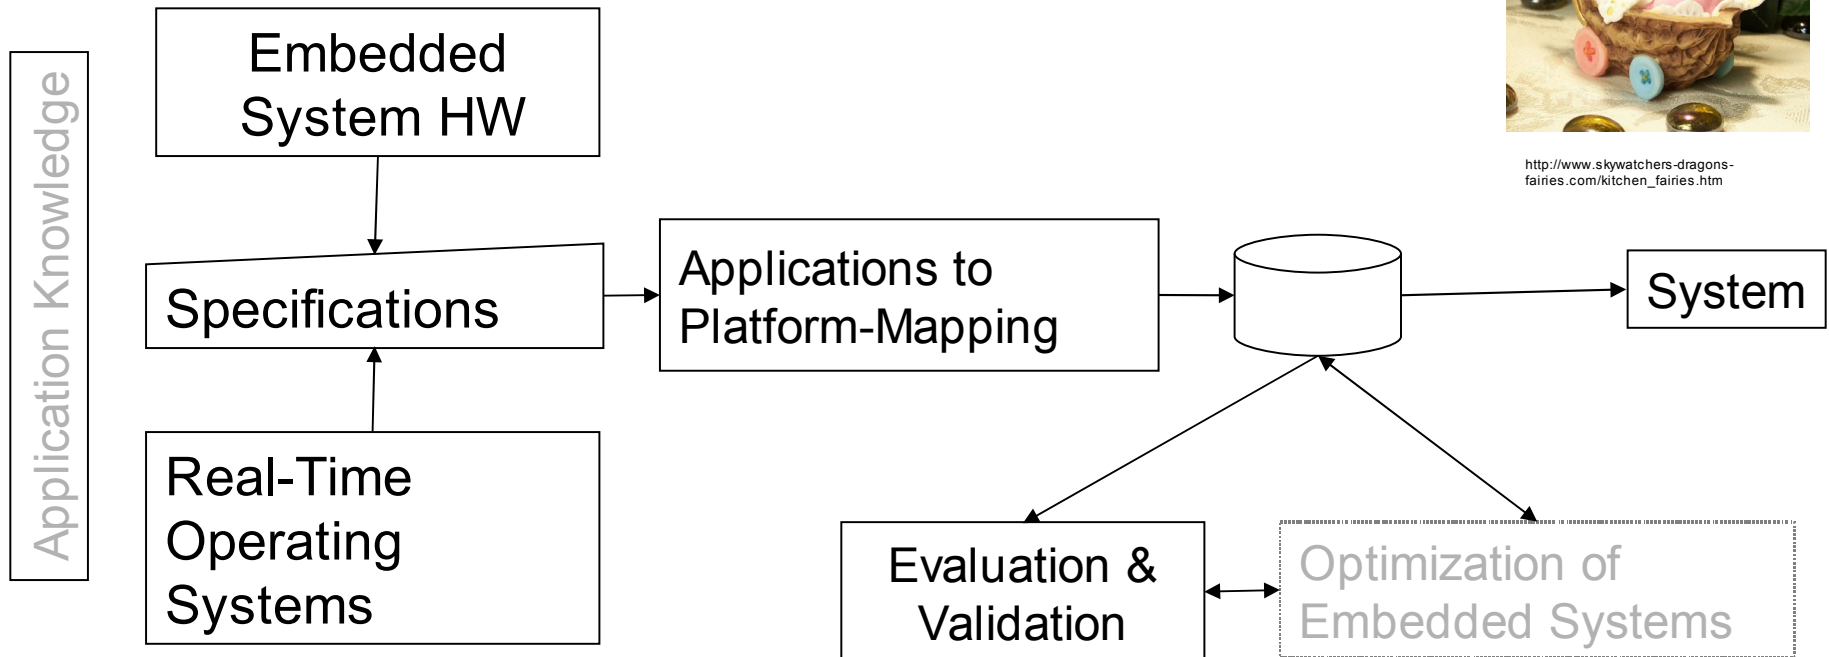 Application Knowledge
Embedded
System HW
http://www.skywatchers-dragons-
fairies.com/kitchen_fairies.htm
Specifications
Applications to
Platform-Mapping
System
Real-Time
Operating
Systems
Evaluation &
Validation
Optimization of
Embedded Systems